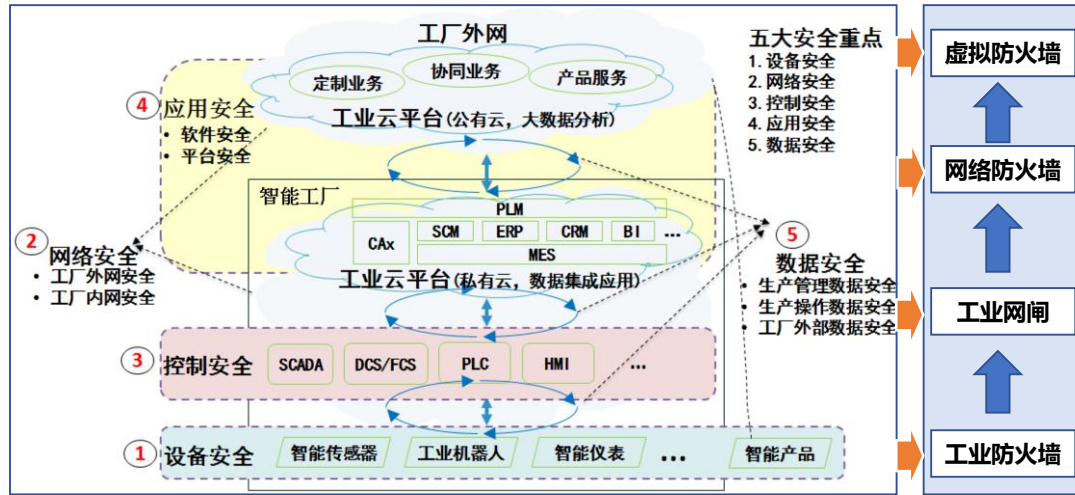 工厂外网
定制业务
协同业务
产品服务
工业云平台(公有云，大数据分析)
五大安全重点
1. 设备安全
2. 网络安全
3. 控制安全
4. 应用安全
5. 数据安全
4
应用安全
• 软件安全
• 平台安全
智能工厂
PLM
CAx
SCM
ERP
CRM
BI
...
MES
工业云平台(私有云，数据集成应用)
2
网络安全
• 工厂外网安全
• 工厂内网安全
5
数据安全
• 生产管理数据安全
• 生产操作数据安全
• 工厂外部数据安全
3
控制安全
SCADA
DCS/FCS
PLC
HMI
...
1
设备安全
智能传感器
工业机器人
智能仪表
...
智能产品
虚拟防火墙
网络防火墙
工业网闸
工业防火墙